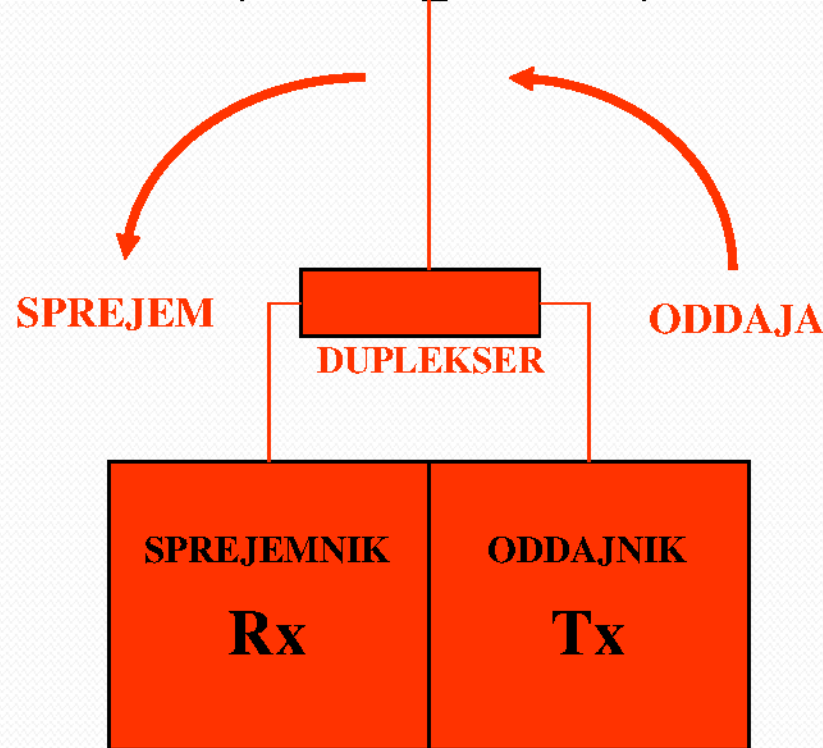 SPREJEM
ODDAJA
DUPLEKSER
SPREJEMNIK
ODDAJNIK
Rx
Tx